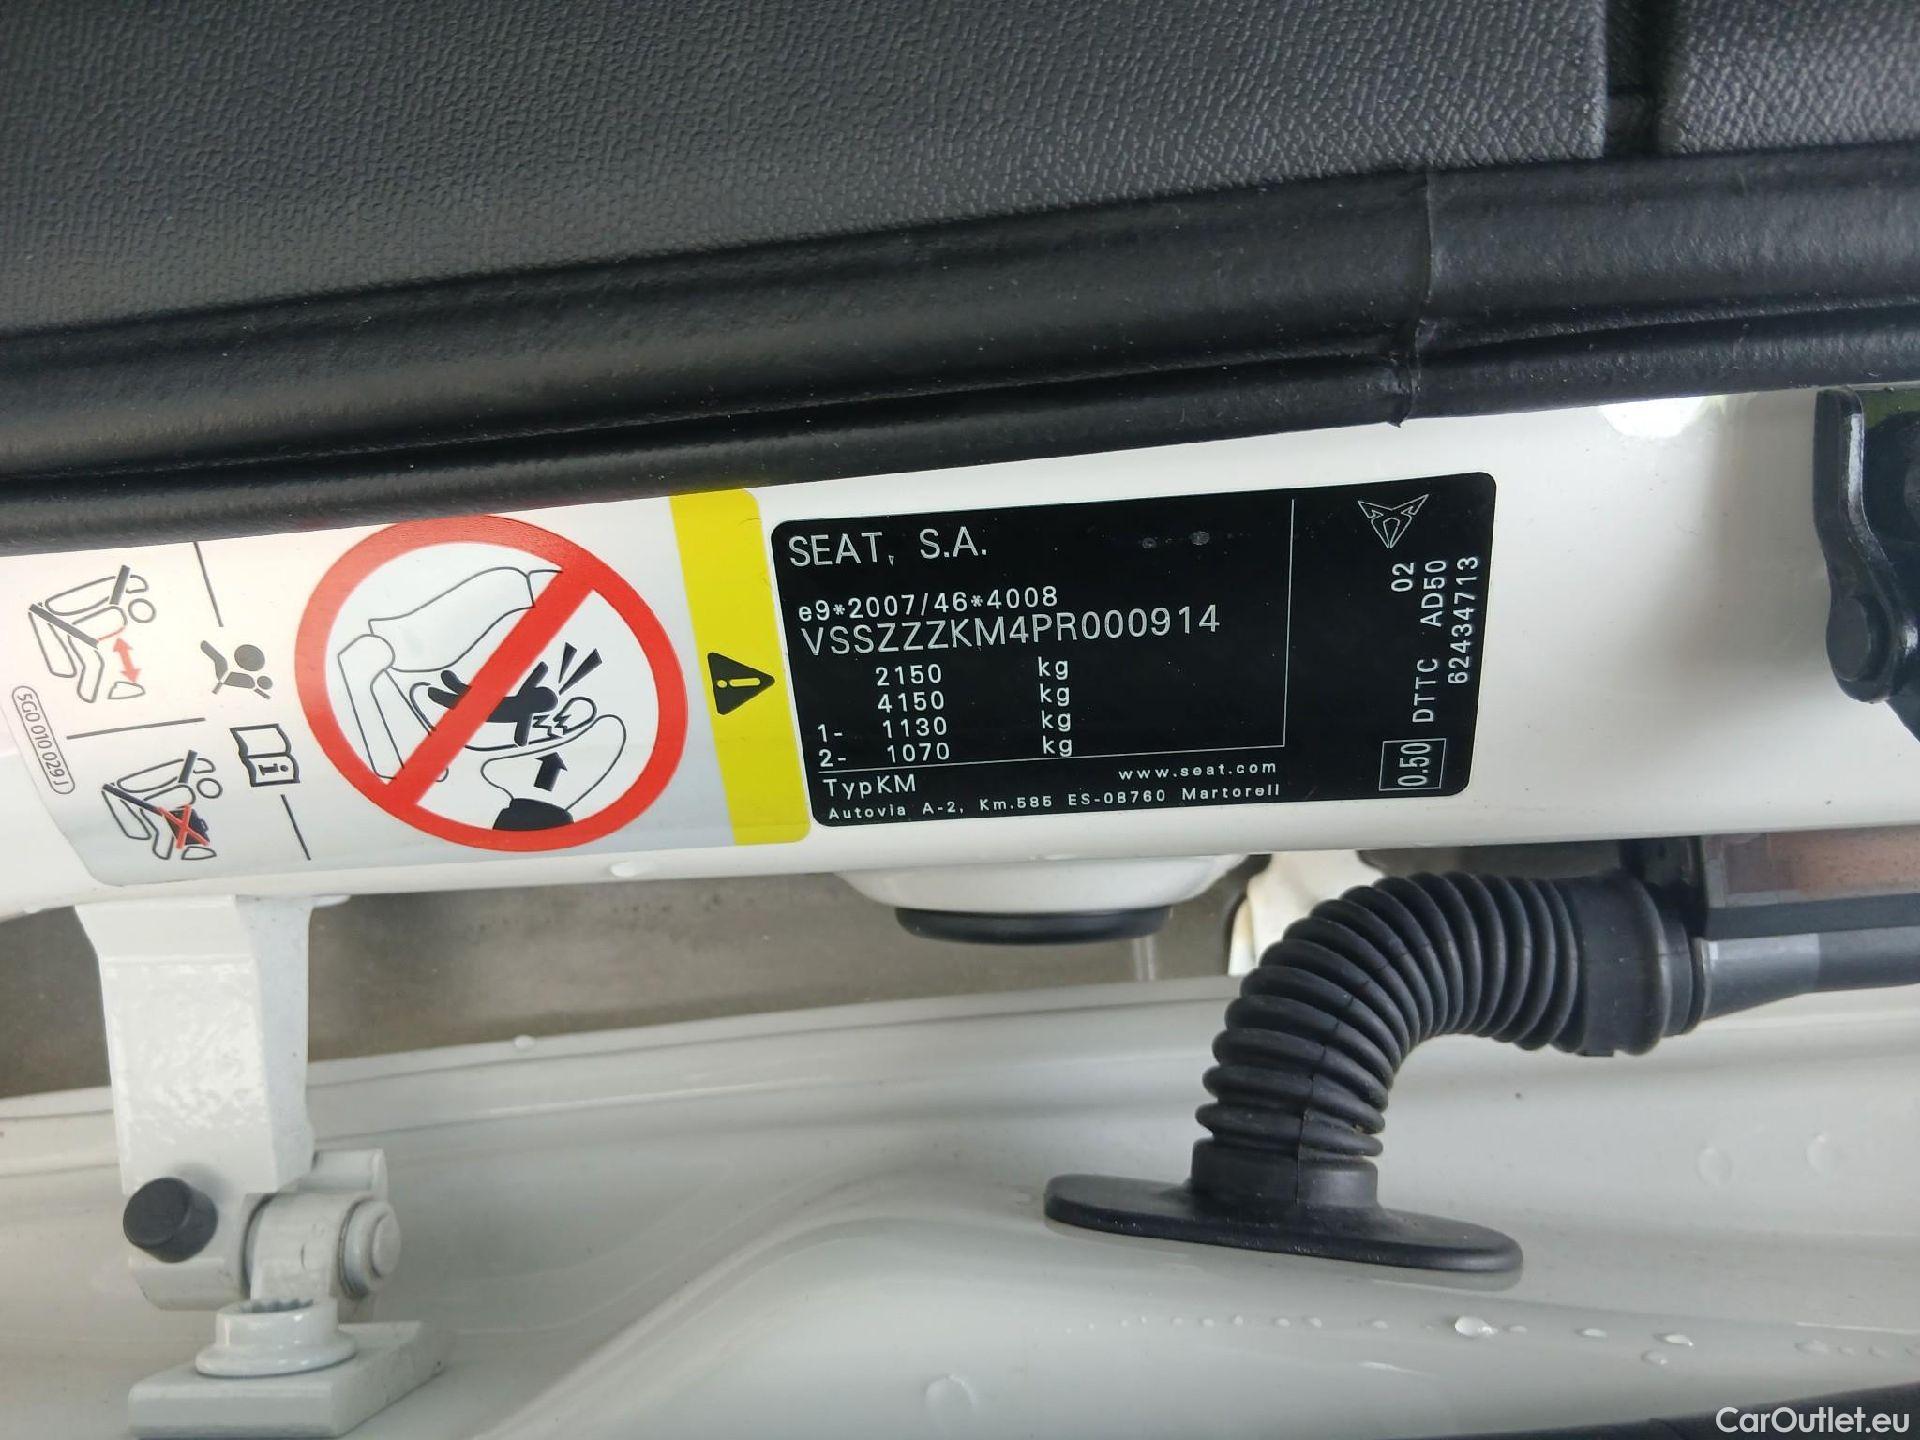 SEAT, S.A.
e9*2007/46*4008
VSSZZZKM4PR000914
2150 kg
4150 kg
1- 1130 kg
2- 1070 kg
TypKM www.seat.com
Autovia A-2, Km.585 ES-08760 Martorell
02
DTTC AD50
0.50 62434713
5G0 010 029 J
CarOutlet.eu